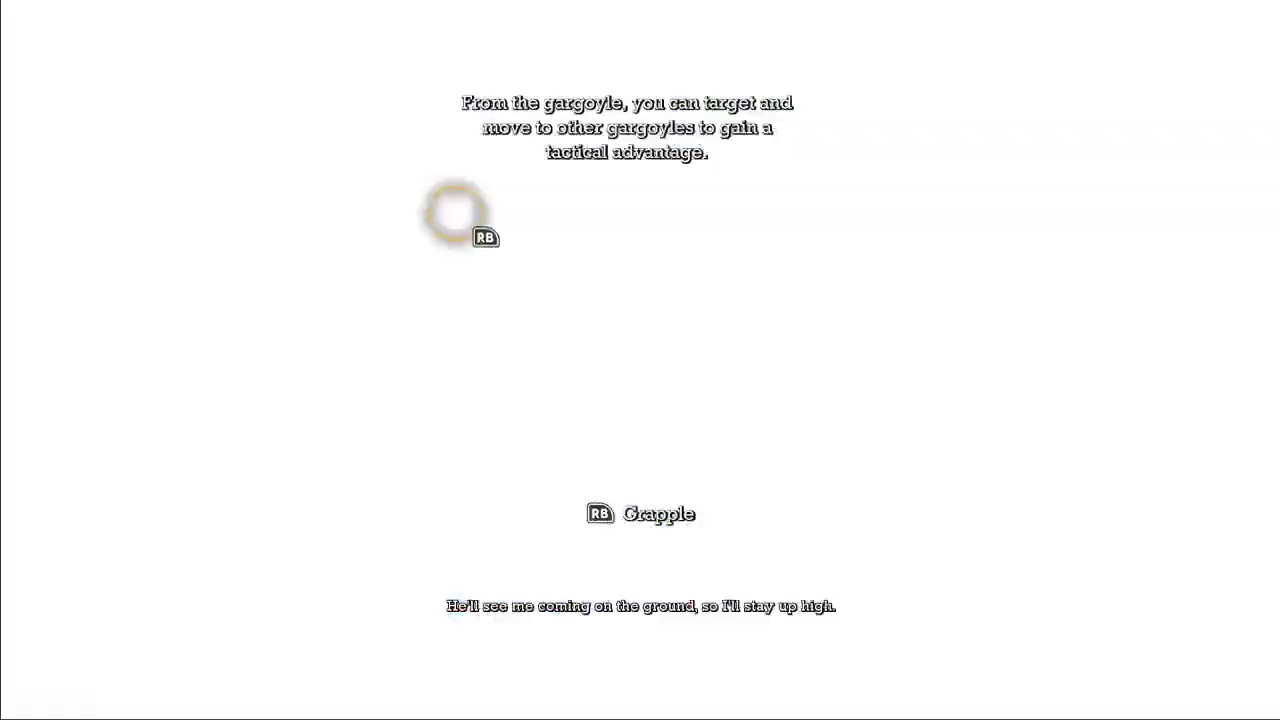 From the gargoyle, you can target and
move to other gargoyles to gain a
tactical advantage.
RB
RB Grapple
He'll see me coming on the ground, so I'll stay up high.